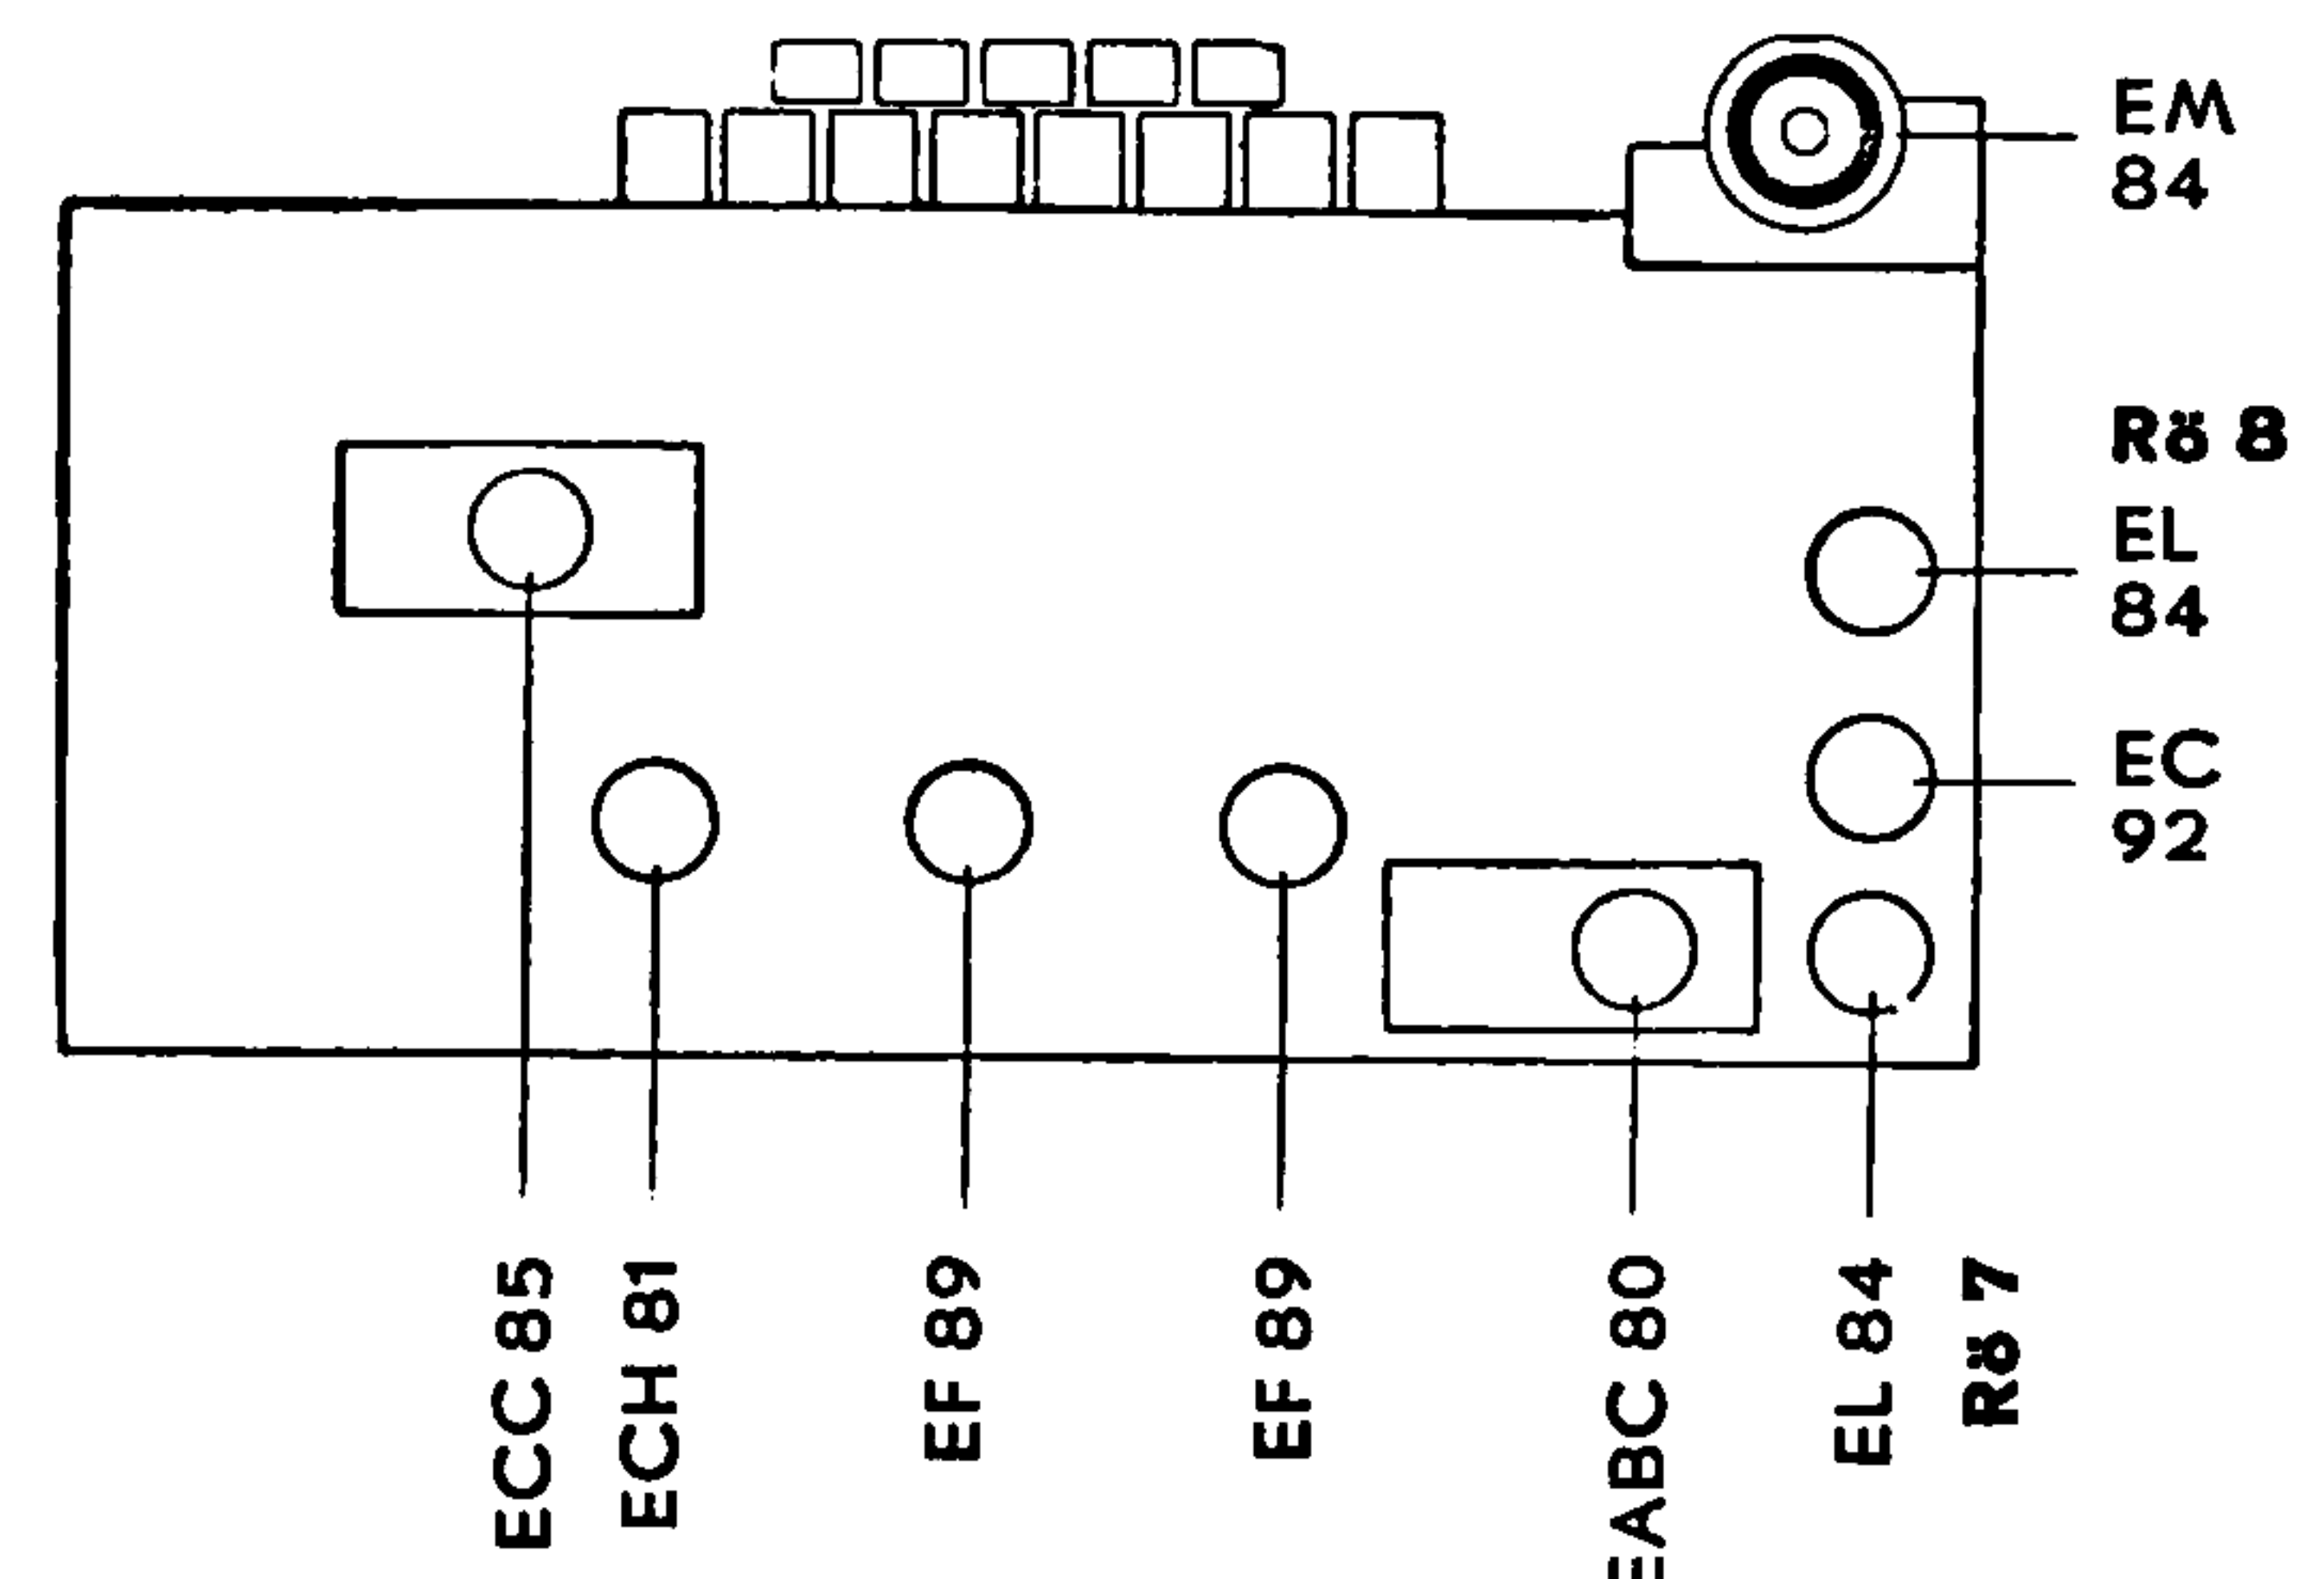 EM
84
Rö 8
EL
84
EC
92
ECC 85
ECH 81
EF 89
EF 89
EABC 80
EL 84
Rö 7